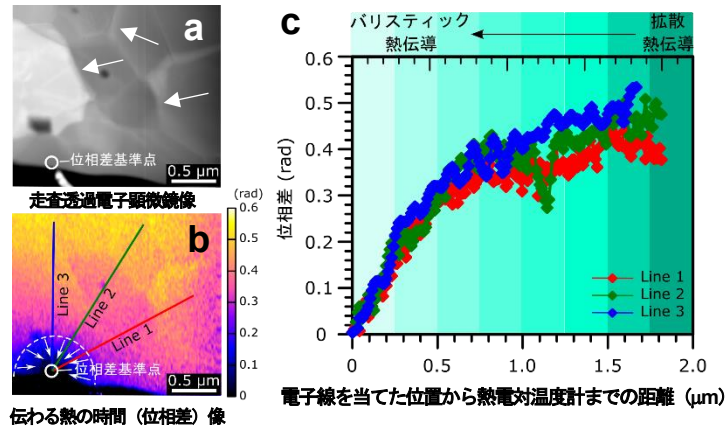 a
位相差基準点
0.5 μm
走査透過電子顕微鏡像
b
(rad)
0.6
0.5
0.4
0.3
0.2
0.1
0
Line 3
Line 2
Line 1
位相差基準点
0.5 μm
伝わる熱の時間（位相差）像
c
バリスティック
熱伝導
拡散
熱伝導
位相差 (rad)
0.6
0.5
0.4
0.3
0.2
0.1
0
0 0.5 1.0 1.5 2.0
Line 1
Line 2
Line 3
電子線を当てた位置から熱電対温度計までの距離（μm）